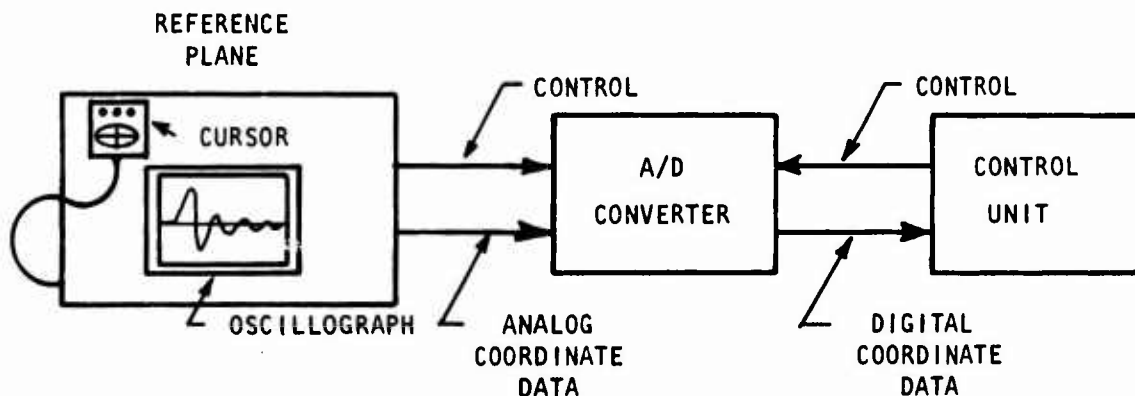 REFERENCE
PLANE
CURSOR
OSCILLOGRAPH
CONTROL
ANALOG
COORDINATE
DATA
A/D
CONVERTER
CONTROL
DIGITAL
COORDINATE
DATA
CONTROL
UNIT